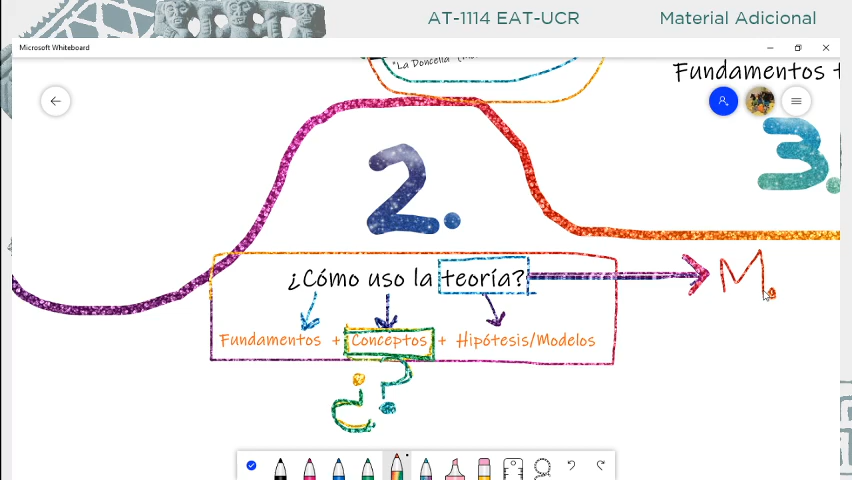 AT-1114 EAT-UCR Material Adicional
Microsoft Whiteboard
"La Doncella"
Fundamentos +
2.
3.
¿Cómo uso la teoría? M.
Fundamentos + Conceptos + Hipótesis/Modelos
¿?